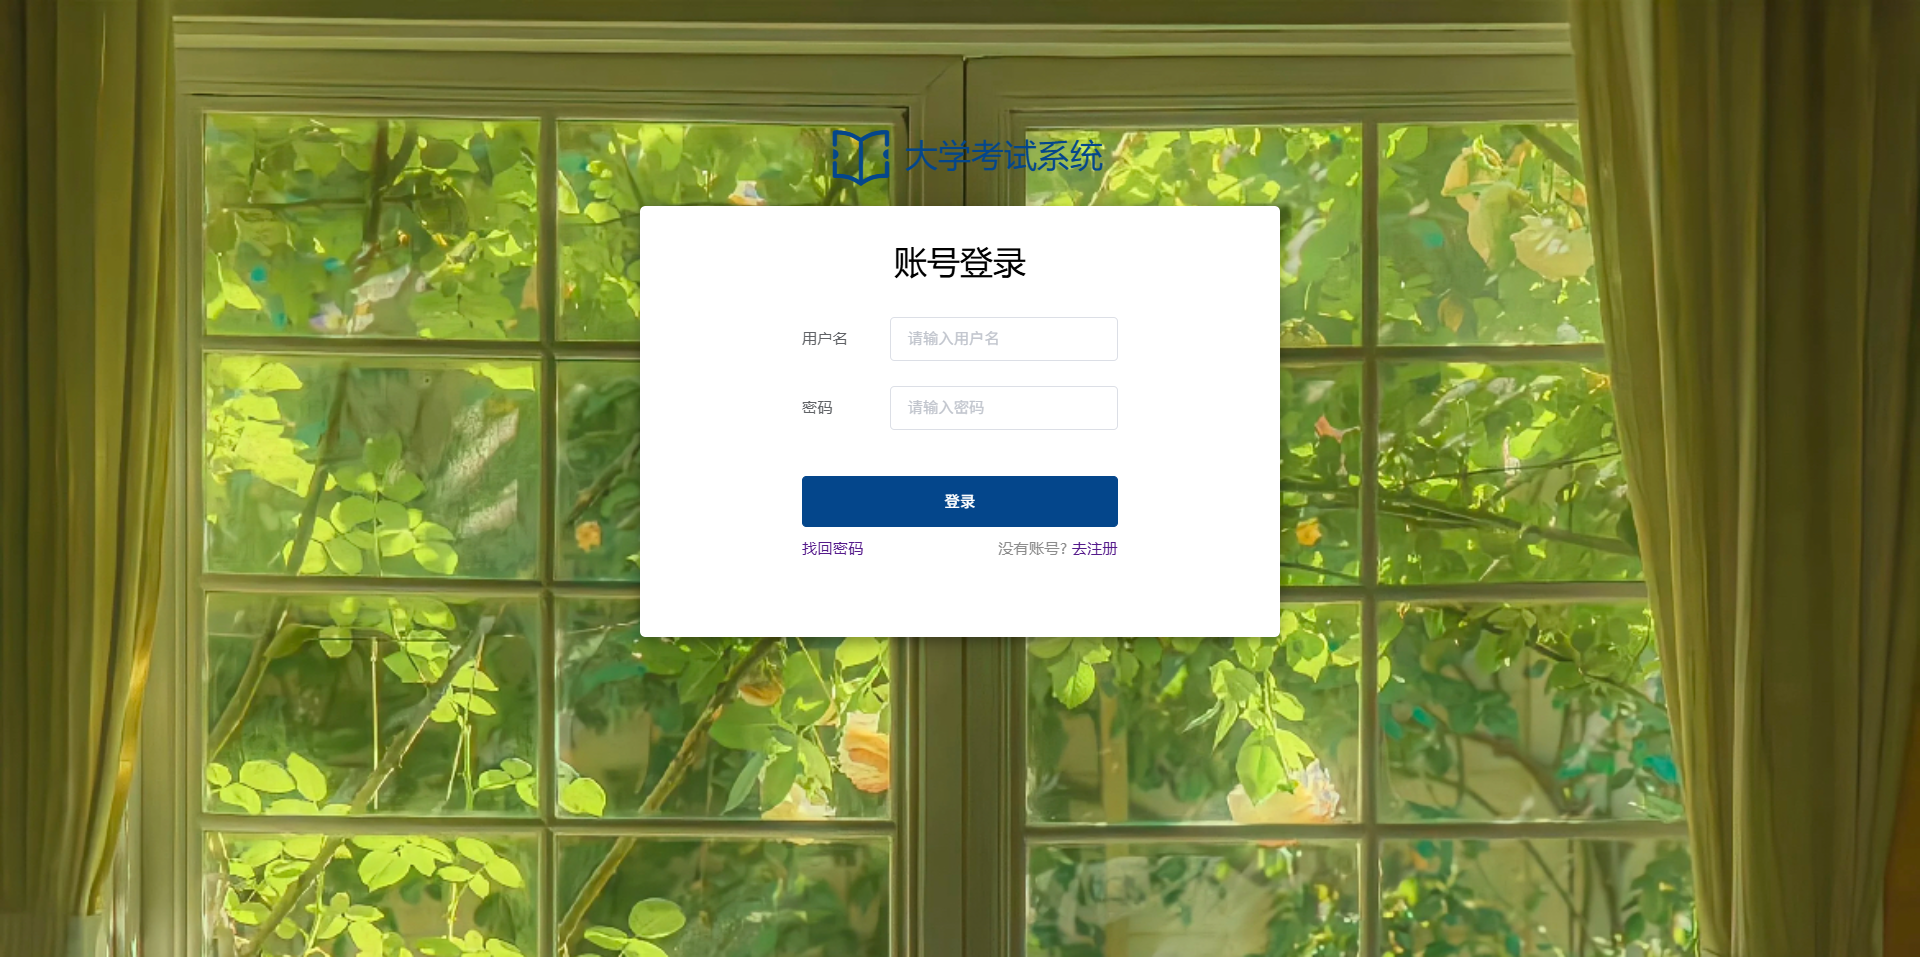 大学考试系统
账号登录
用户名 请输入用户名
密码 请输入密码
登录
找回密码 没有账号? 去注册